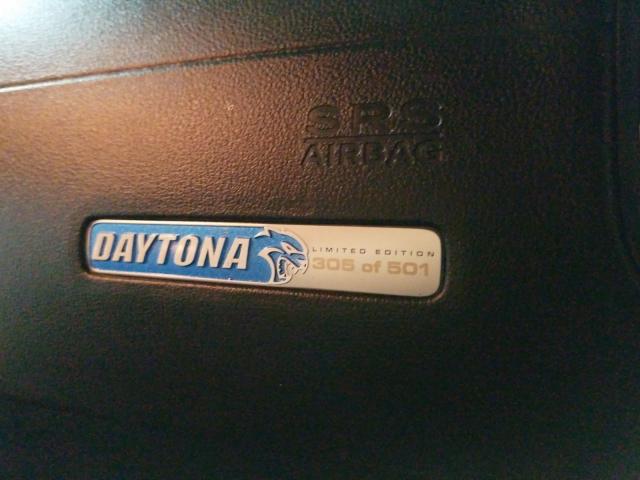 SRS
AIRBAG
DAYTONA
LIMITED EDITION
305 of 501